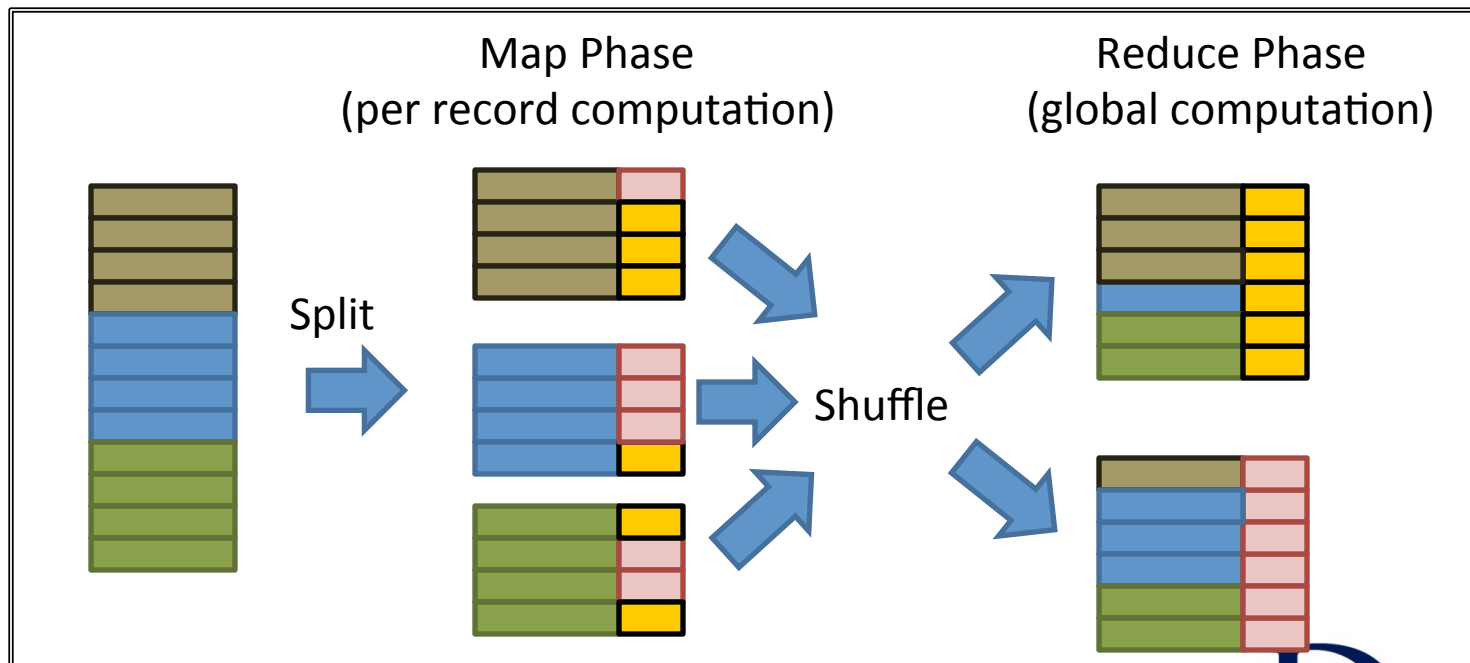 Map Phase
(per record computation)
Reduce Phase
(global computation)
Split
Shuffle